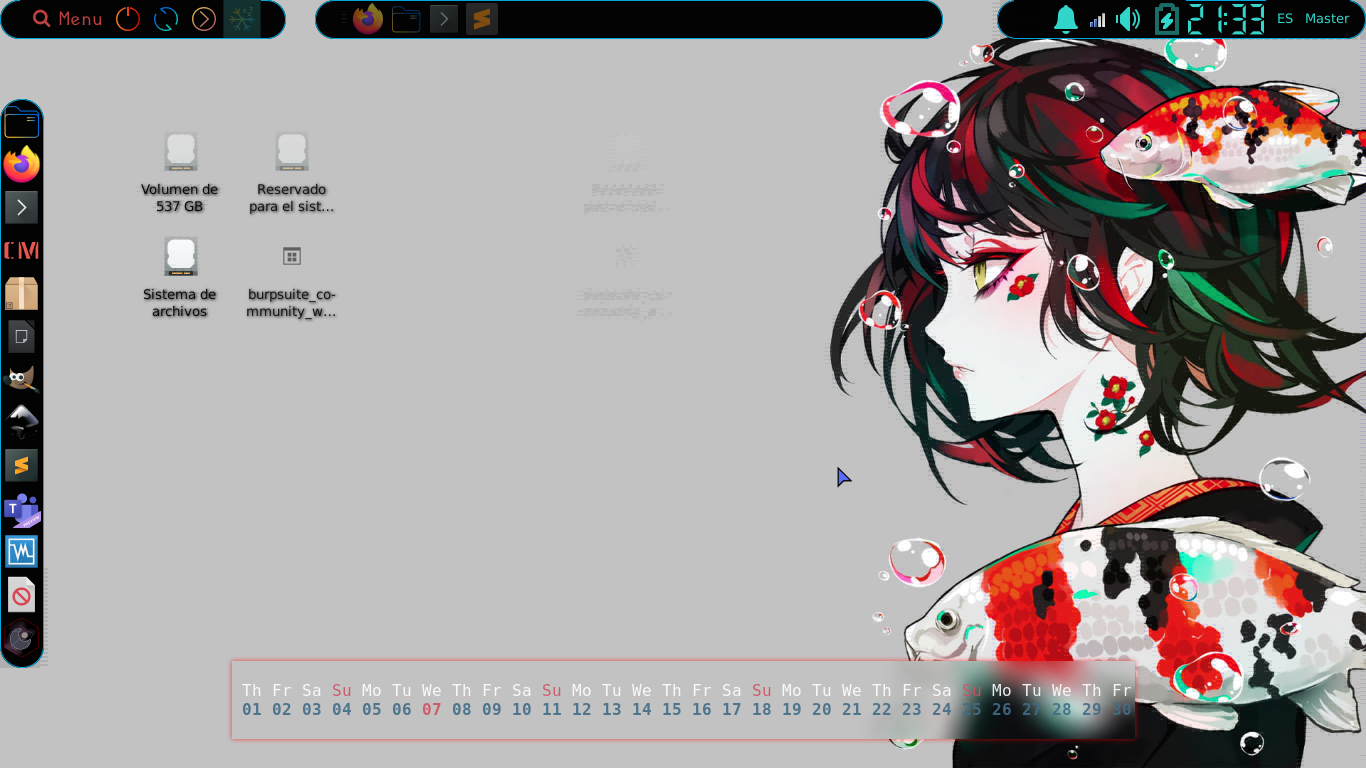 Menu
21:33 ES Master
Volumen de
537 GB
Reservado
para el sist...
CM
Sistema de
archivos
burpsuite_co-
mmunity_w...
Th Fr Sa Su Mo Tu We Th Fr Sa Su Mo Tu We Th Fr Sa Su Mo Tu We Th Fr Sa Su Mo Tu We Th Fr
01 02 03 04 05 06 07 08 09 10 11 12 13 14 15 16 17 18 19 20 21 22 23 24 25 26 27 28 29 30